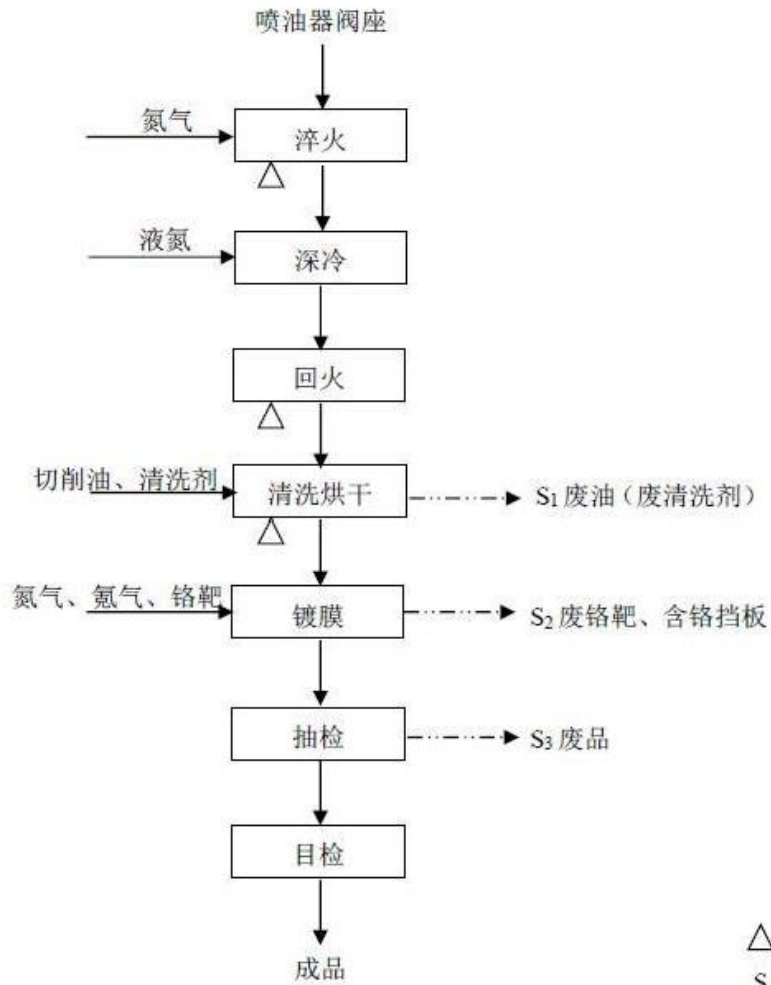 喷油器阀座
氮气
淬火
液氮
深冷
回火
切削油、清洗剂
清洗烘干
S₁ 废油（废清洗剂）
氮气、氪气、铬靶
镀膜
S₂ 废铬靶、含铬挡板
抽检
S₃ 废品
目检
成品
S